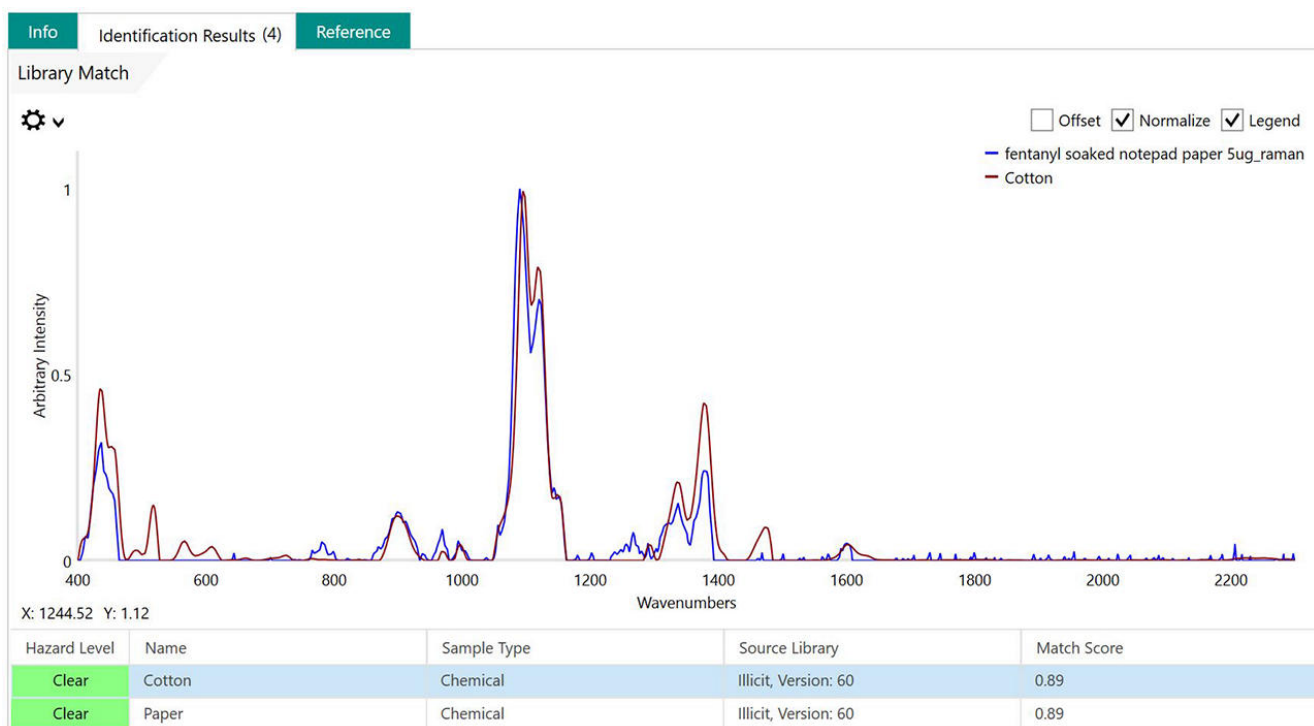 Info Identification Results (4) Reference
Library Match
Offset Normalize Legend
fentanyl soaked notepad paper 5ug_raman
Cotton
1
0.5
0
Arbitrary Intensity
400 600 800 1000 1200 1400 1600 1800 2000 2200
Wavenumbers
X: 1244.52 Y: 1.12
Hazard Level Name Sample Type Source Library Match Score
Clear Cotton Chemical Illicit, Version: 60 0.89
Clear Paper Chemical Illicit, Version: 60 0.89